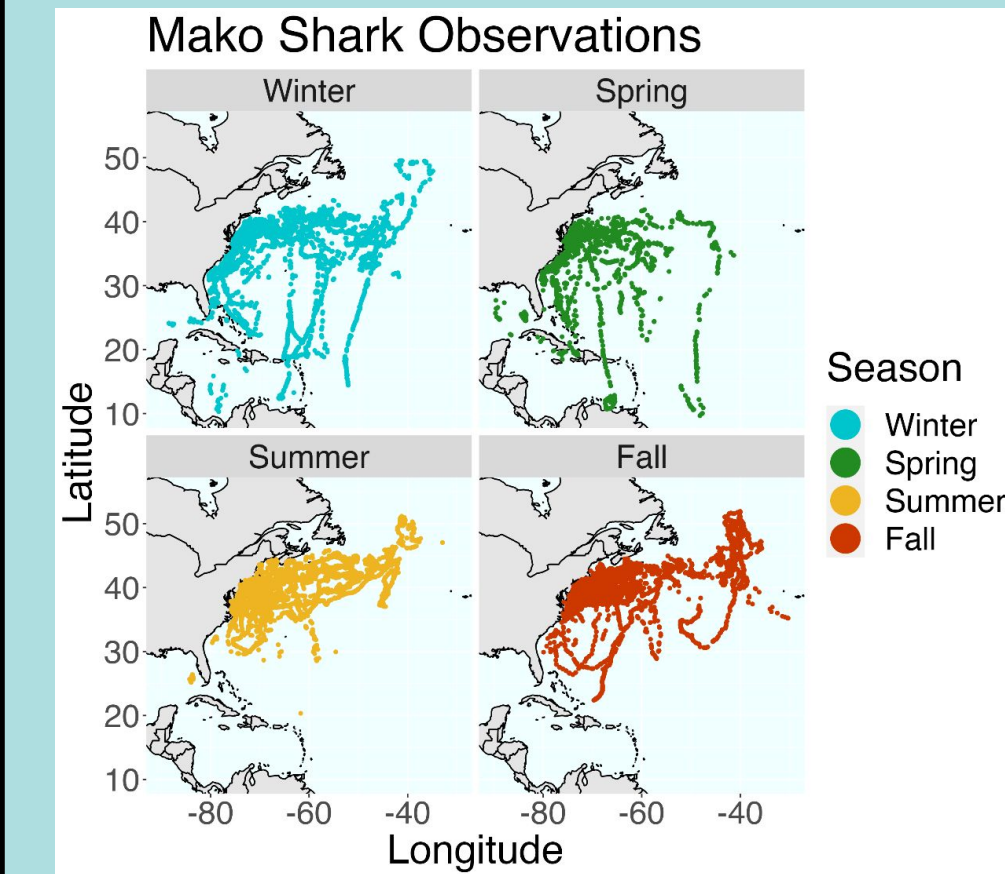 Mako Shark Observations
Winter
Spring
50
40
30
20
10
Summer
Fall
50
40
30
20
10
-80
-60
-40
-80
-60
-40
Longitude
Latitude
Season
Winter
Spring
Summer
Fall